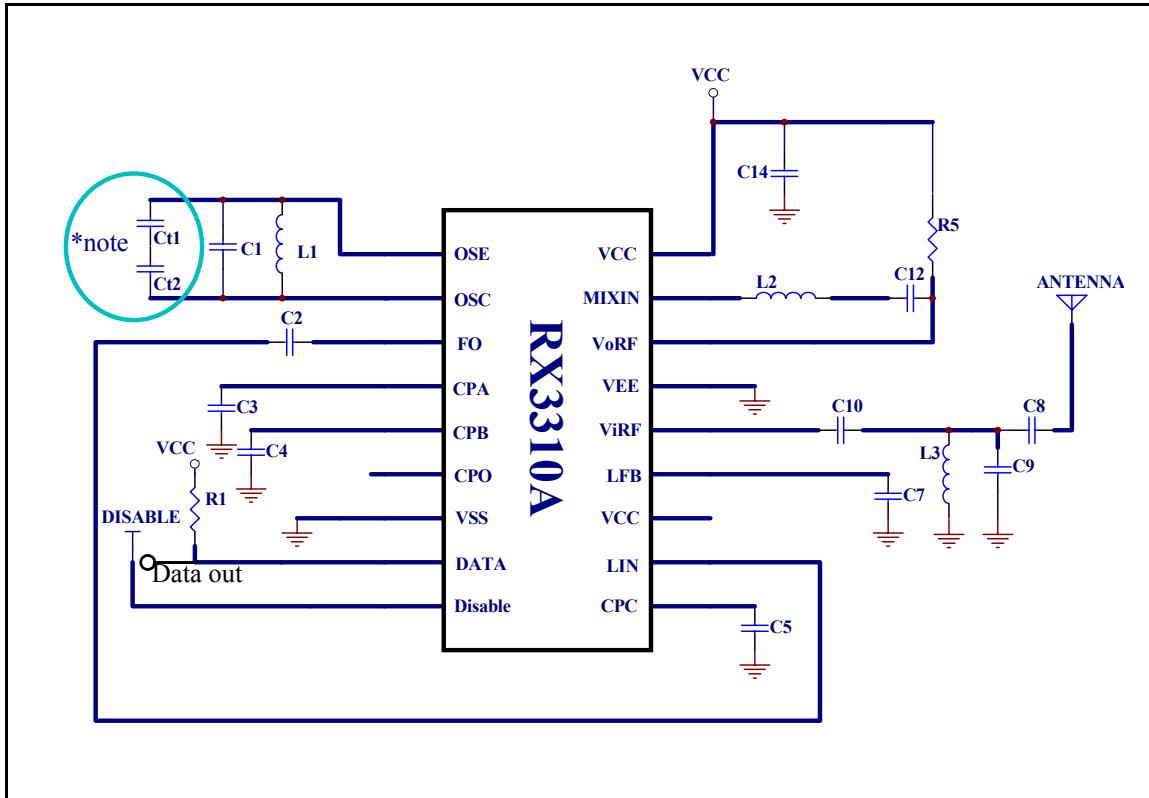 VCC
C14
R5
*note
Ct1
Ct2
C1
L1
OSE
VCC
L2
C12
ANTENNA
OSC
MIXIN
C2
FO
VoRF
RX3310A
CPA
VEE
C3
C10
C8
CPB
ViRF
VCC
C4
L3
C9
CPO
LFB
R1
C7
DISABLE
VSS
VCC
DATA
LIN
Data out
Disable
CPC
C5